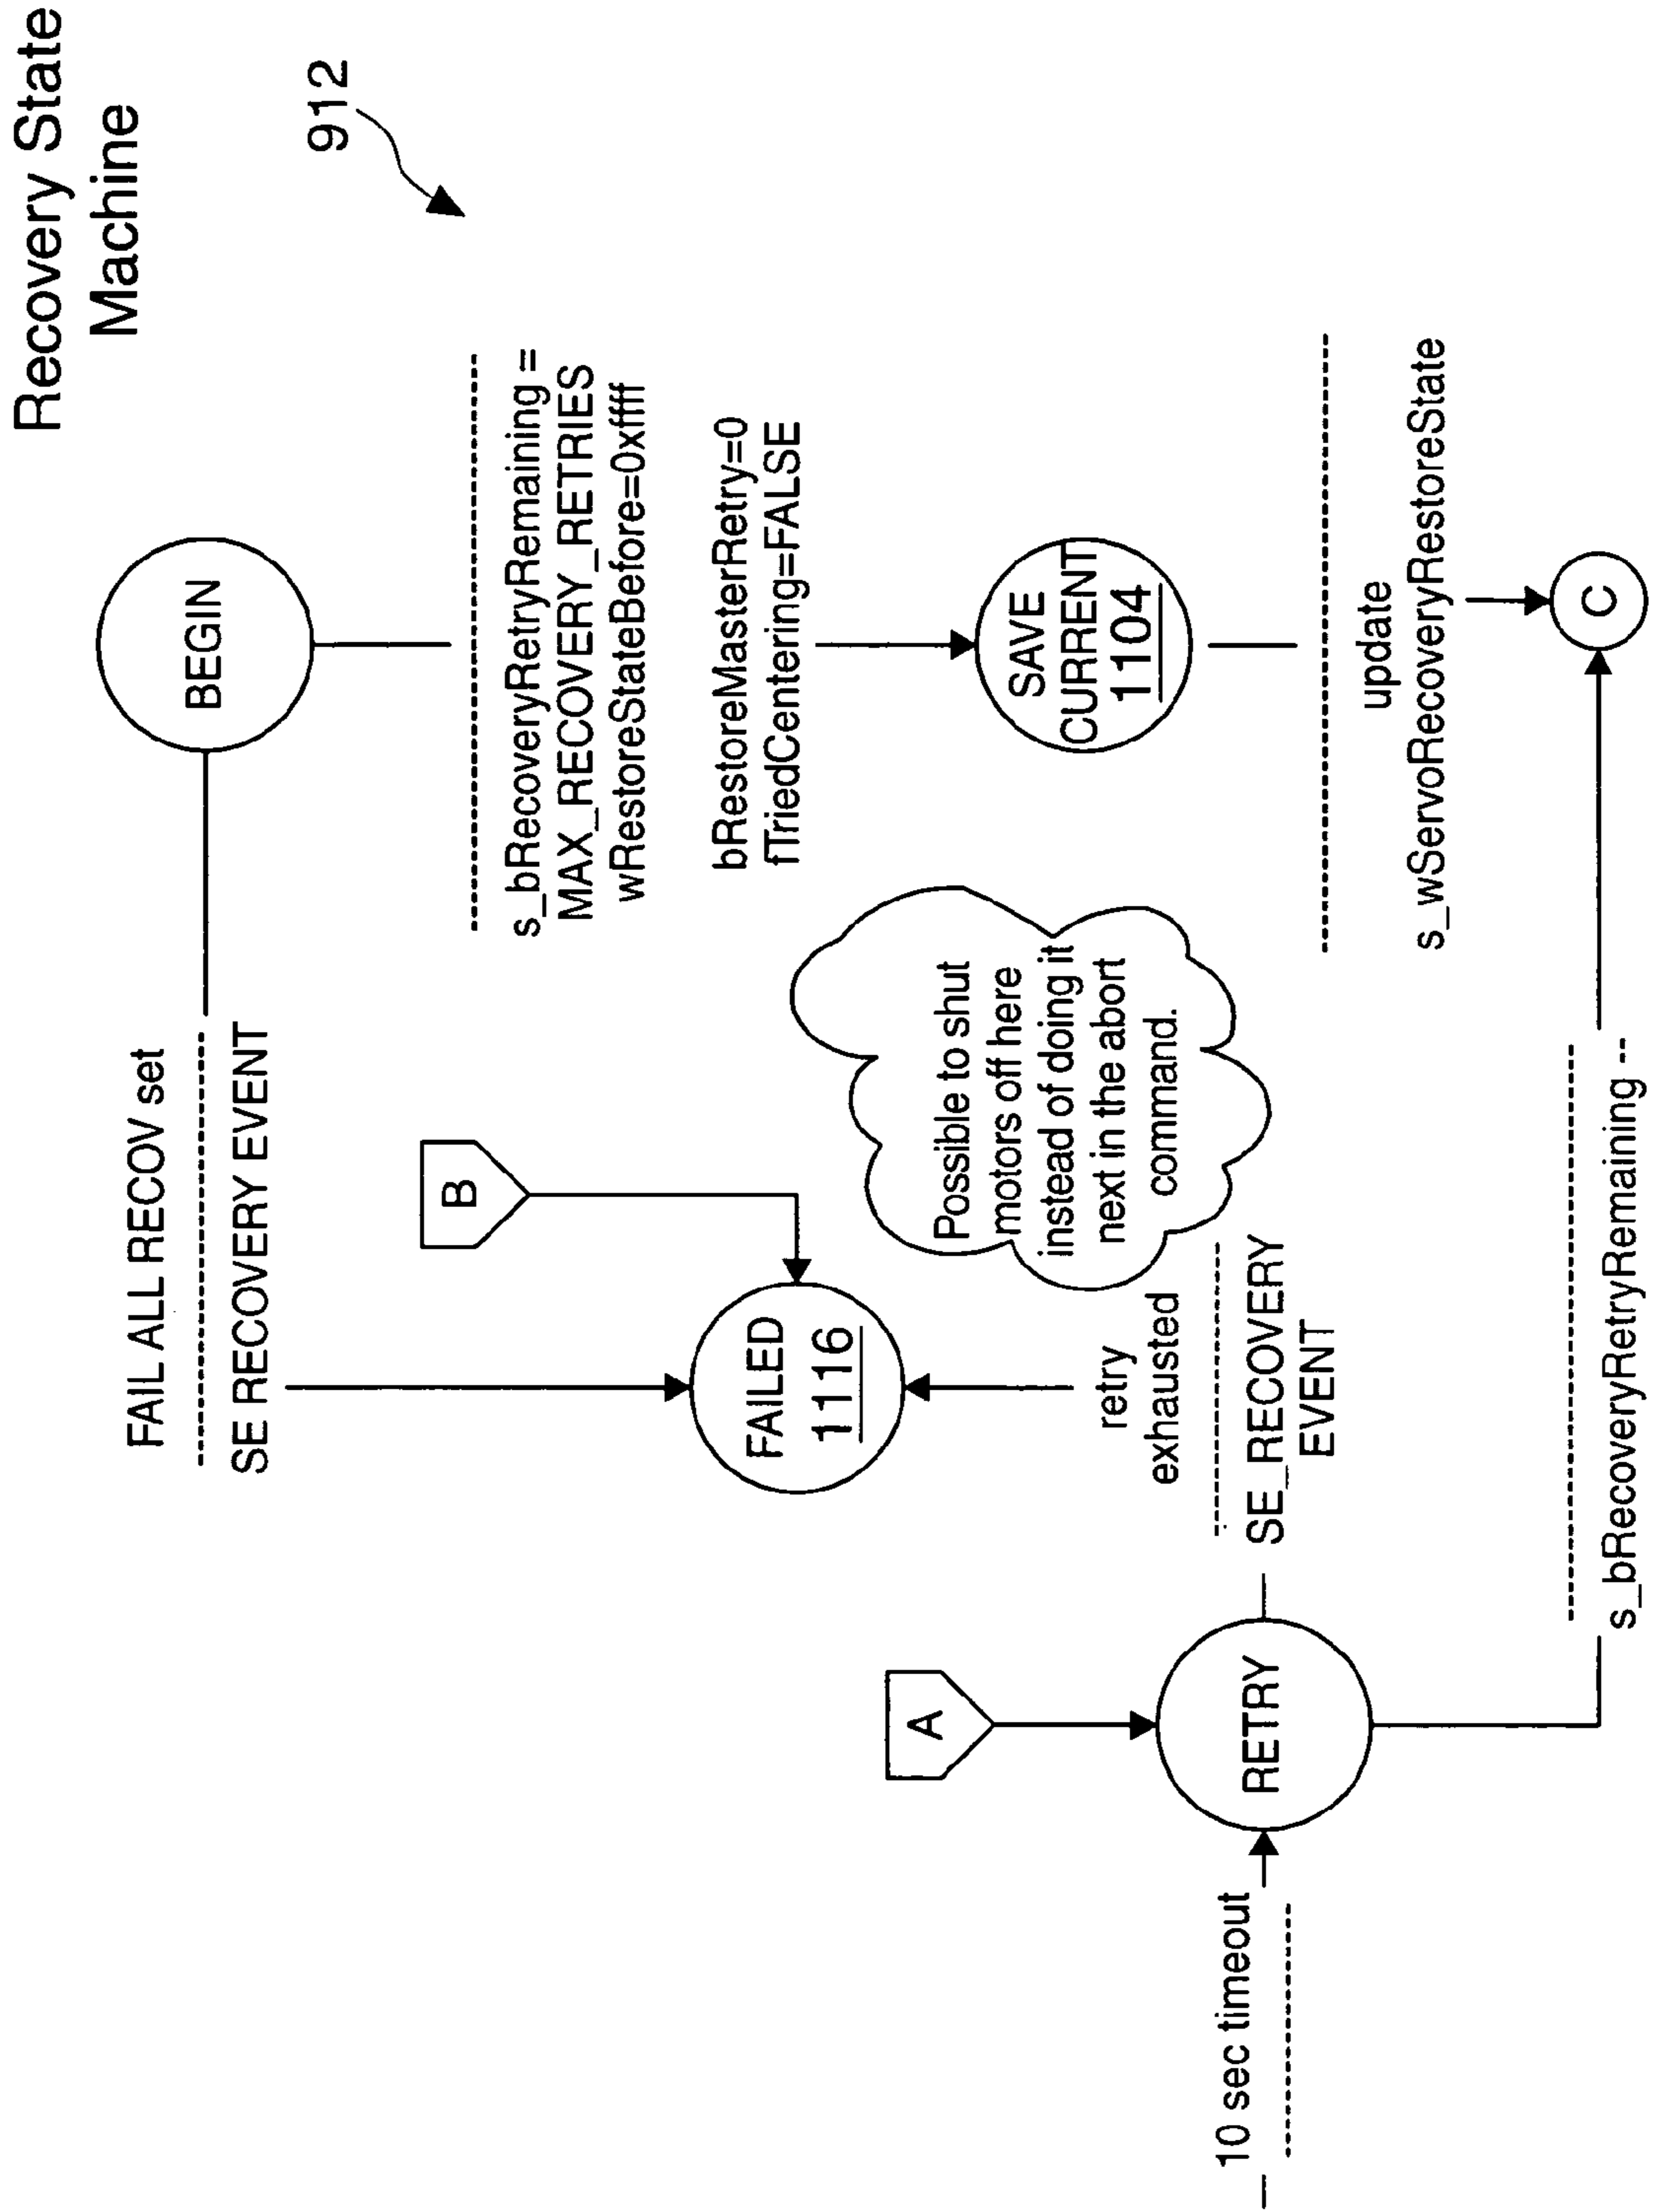 Recovery State
Machine
912
BEGIN
FAIL ALL RECOV set
SE RECOVERY EVENT
s_bRecoveryRetryRemaining =
MAX_RECOVERY_RETRIES
wRestoreStateBefore=0xffff
bRestoreMasterRetry=0
fTriedCentering=FALSE
B
FAILED
1116
SAVE
CURRENT
1104
Possible to shut
motors off here
instead of doing it
next in the abort
command.
retry
exhausted
SE_RECOVERY
EVENT
update
s_wServoRecoveryRestoreState
A
10 sec timeout
RETRY
C
s_bRecoveryRetryRemaining --